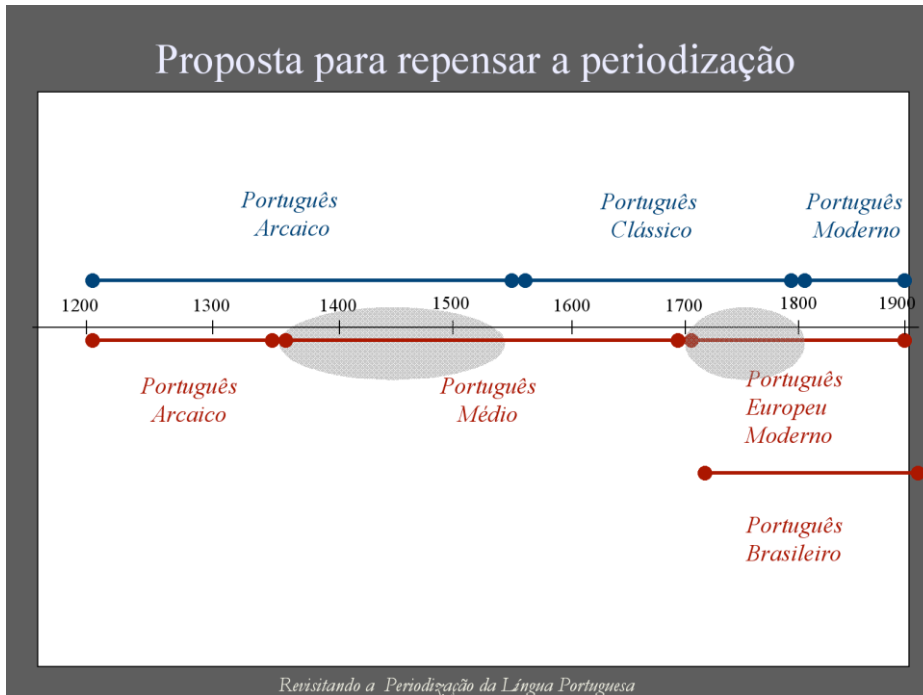 Proposta para repensar a periodização
Português
Arcaico
Português
Clássico
Português
Moderno
1200 1300 1400 1500 1600 1700 1800 1900
Português
Arcaico
Português
Médio
Português
Europeu
Moderno
Português
Brasileiro
Revisitando a Periodização da Língua Portuguesa